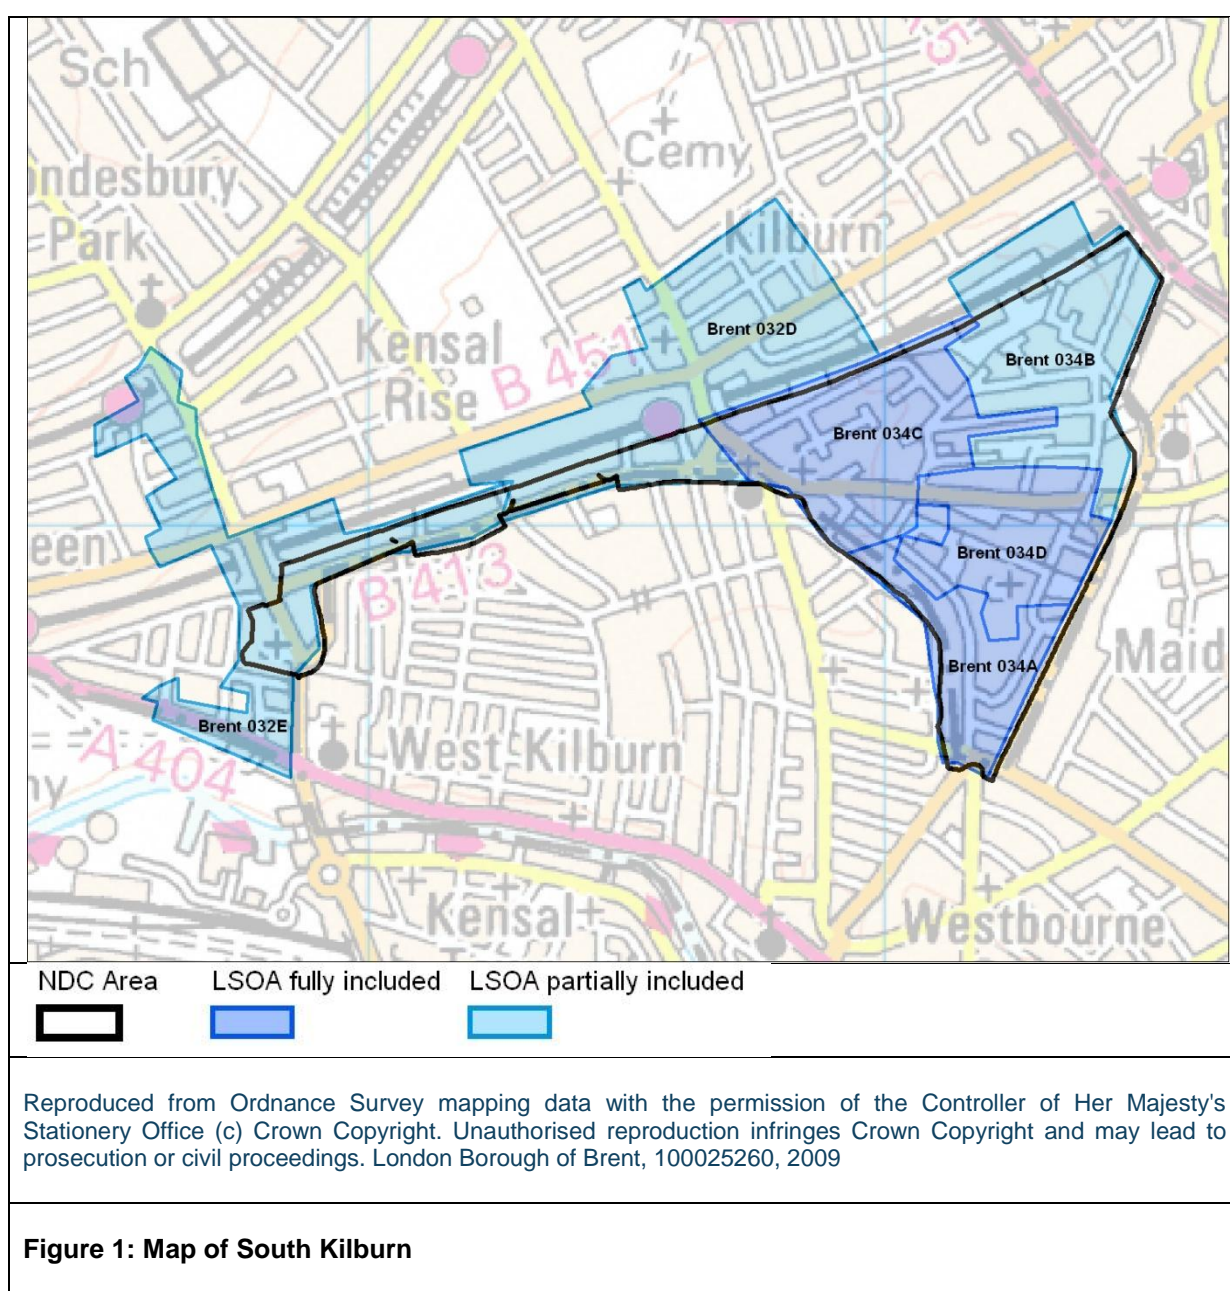 Sch
Cemy
ndesbury
Park
Kilburn
Kensal
Rise
B 451
Brent 032D
Brent 034B
Brent 034C
een
B 413
Brent 034D
Brent 034A
Maid
Brent 032E
A 404
West Kilburn
Kensal
Westbourne
NDC Area
LSOA fully included
LSOA partially included
Reproduced from Ordnance Survey mapping data with the permission of the Controller of Her Majesty's
Stationery Office (c) Crown Copyright. Unauthorised reproduction infringes Crown Copyright and may lead to
prosecution or civil proceedings. London Borough of Brent, 100025260, 2009
Figure 1: Map of South Kilburn